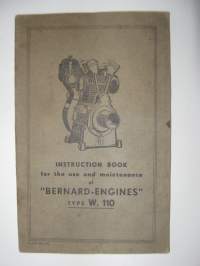 INSTRUCTION BOOK
for the use and maintenance
of
"BERNARD-ENGINES"
TYPE W. 110